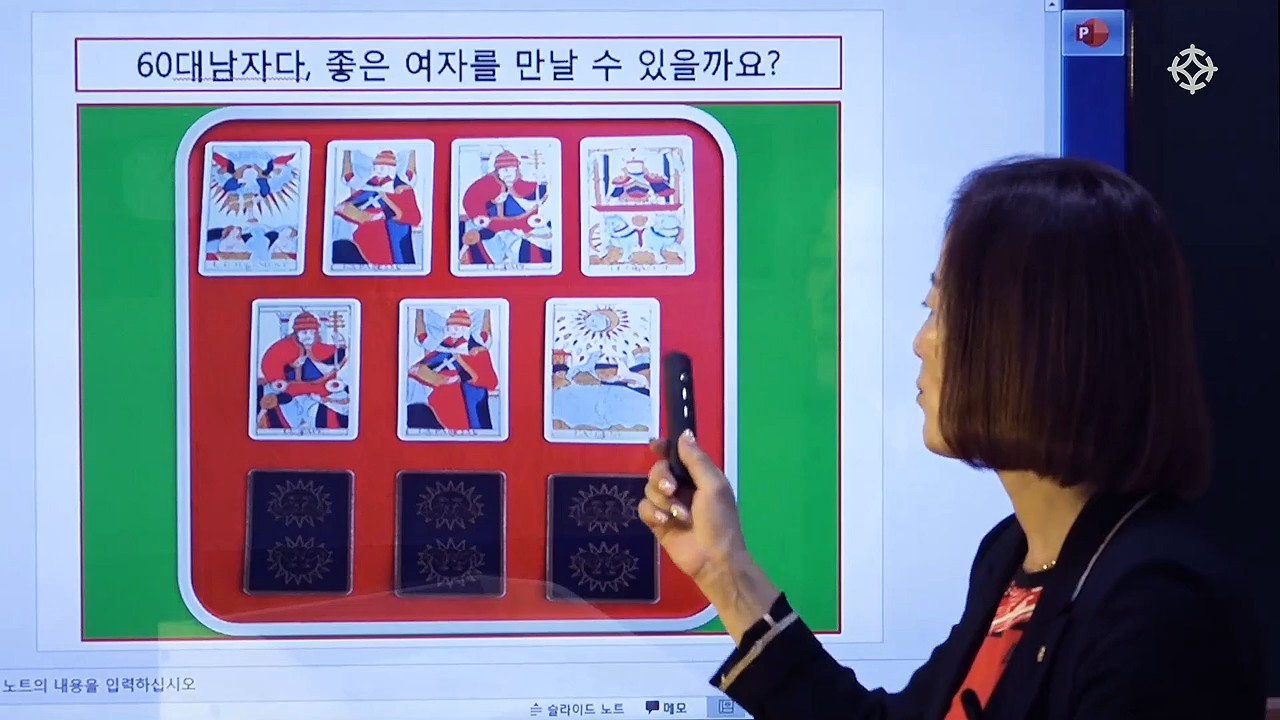 60대남자다, 좋은 여자를 만날 수 있을까요?
P
노트의 내용을 입력하십시오
슬라이드 노트
메모